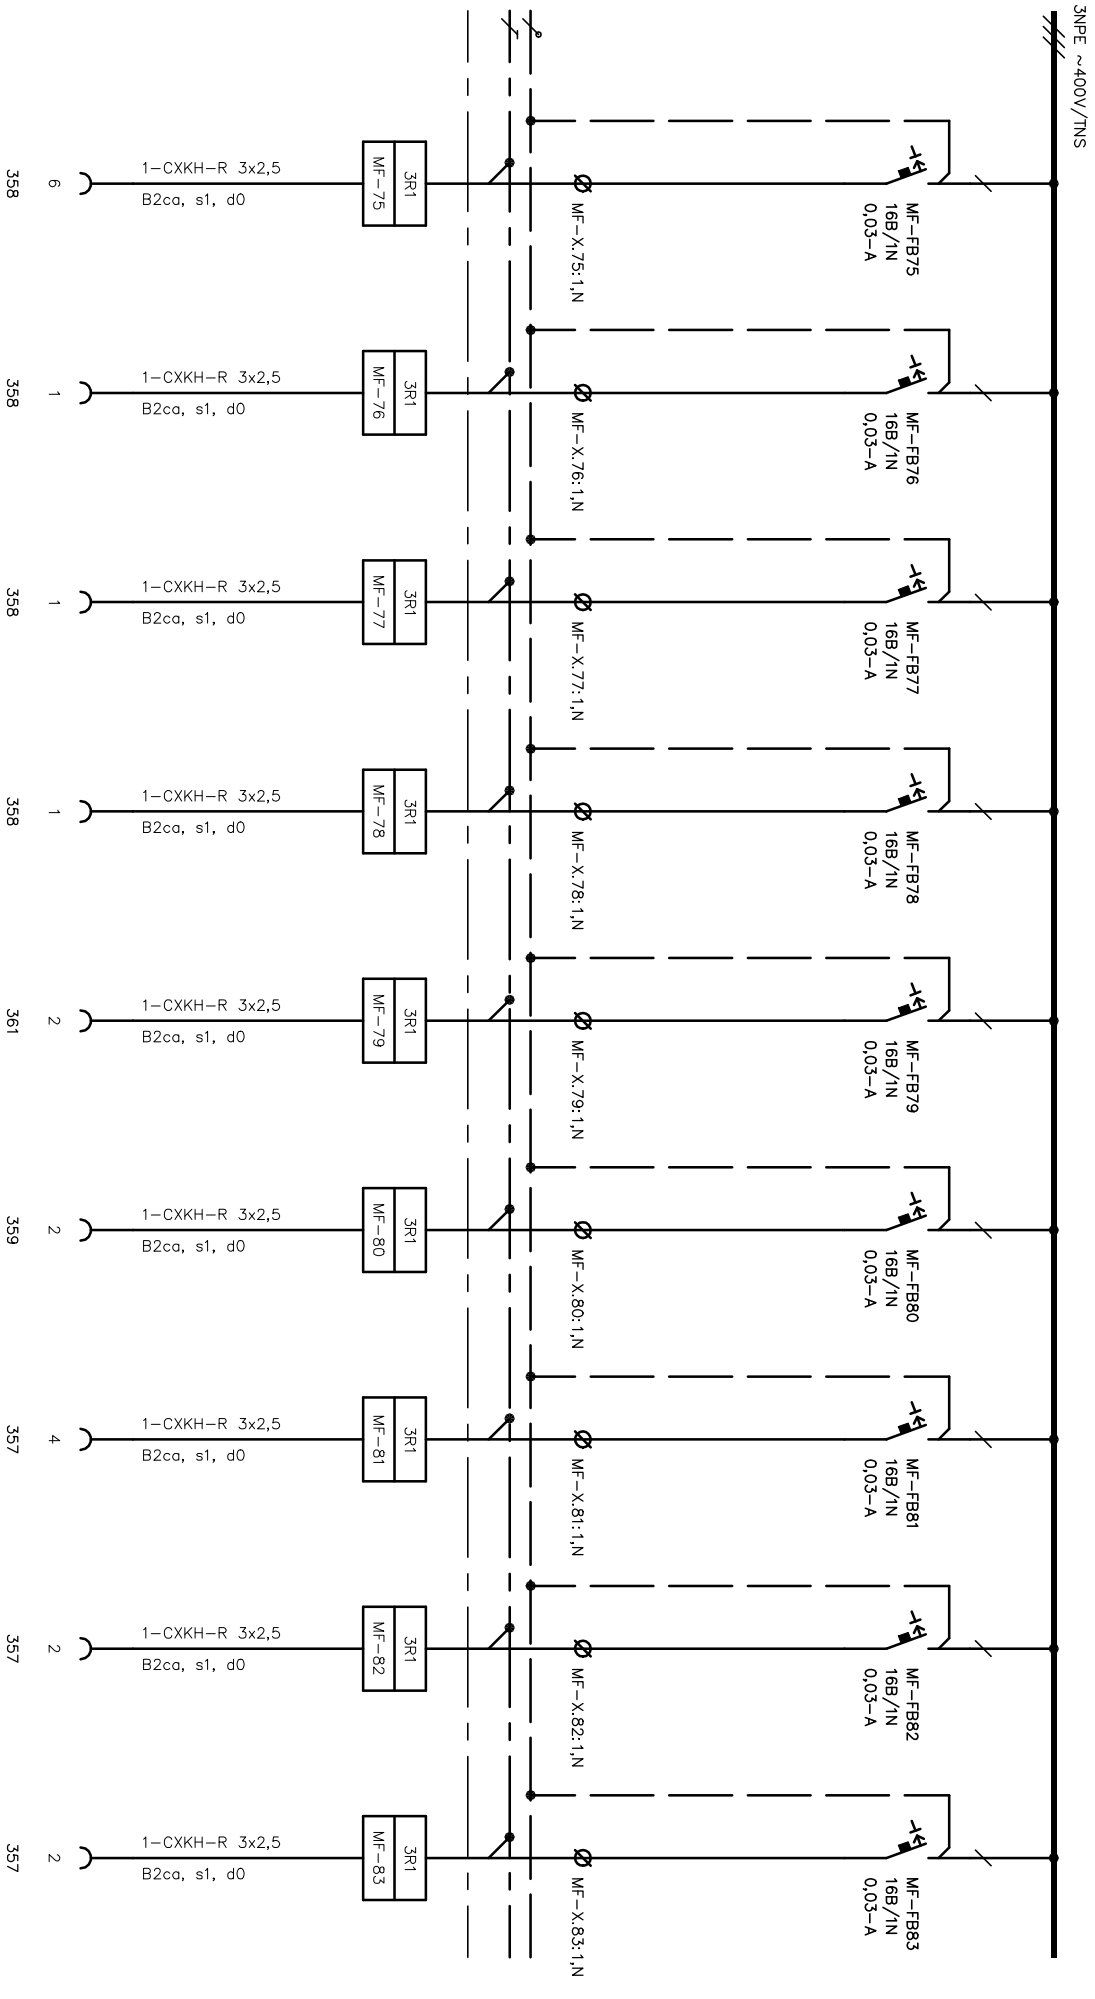 3NPE ~400V/TNS
MF-FB75
16B/1N
0,03-A
MF-X.75:1,N
3R1
MF-75
1-CXKH-R 3x2,5
B2ca, s1, d0
6
358
MF-FB76
16B/1N
0,03-A
MF-X.76:1,N
3R1
MF-76
1-CXKH-R 3x2,5
B2ca, s1, d0
1
358
MF-FB77
16B/1N
0,03-A
MF-X.77:1,N
3R1
MF-77
1-CXKH-R 3x2,5
B2ca, s1, d0
1
358
MF-FB78
16B/1N
0,03-A
MF-X.78:1,N
3R1
MF-78
1-CXKH-R 3x2,5
B2ca, s1, d0
1
358
MF-FB79
16B/1N
0,03-A
MF-X.79:1,N
3R1
MF-79
1-CXKH-R 3x2,5
B2ca, s1, d0
2
361
MF-FB80
16B/1N
0,03-A
MF-X.80:1,N
3R1
MF-80
1-CXKH-R 3x2,5
B2ca, s1, d0
2
359
MF-FB81
16B/1N
0,03-A
MF-X.81:1,N
3R1
MF-81
1-CXKH-R 3x2,5
B2ca, s1, d0
4
357
MF-FB82
16B/1N
0,03-A
MF-X.82:1,N
3R1
MF-82
1-CXKH-R 3x2,5
B2ca, s1, d0
2
357
MF-FB83
16B/1N
0,03-A
MF-X.83:1,N
3R1
MF-83
1-CXKH-R 3x2,5
B2ca, s1, d0
2
357